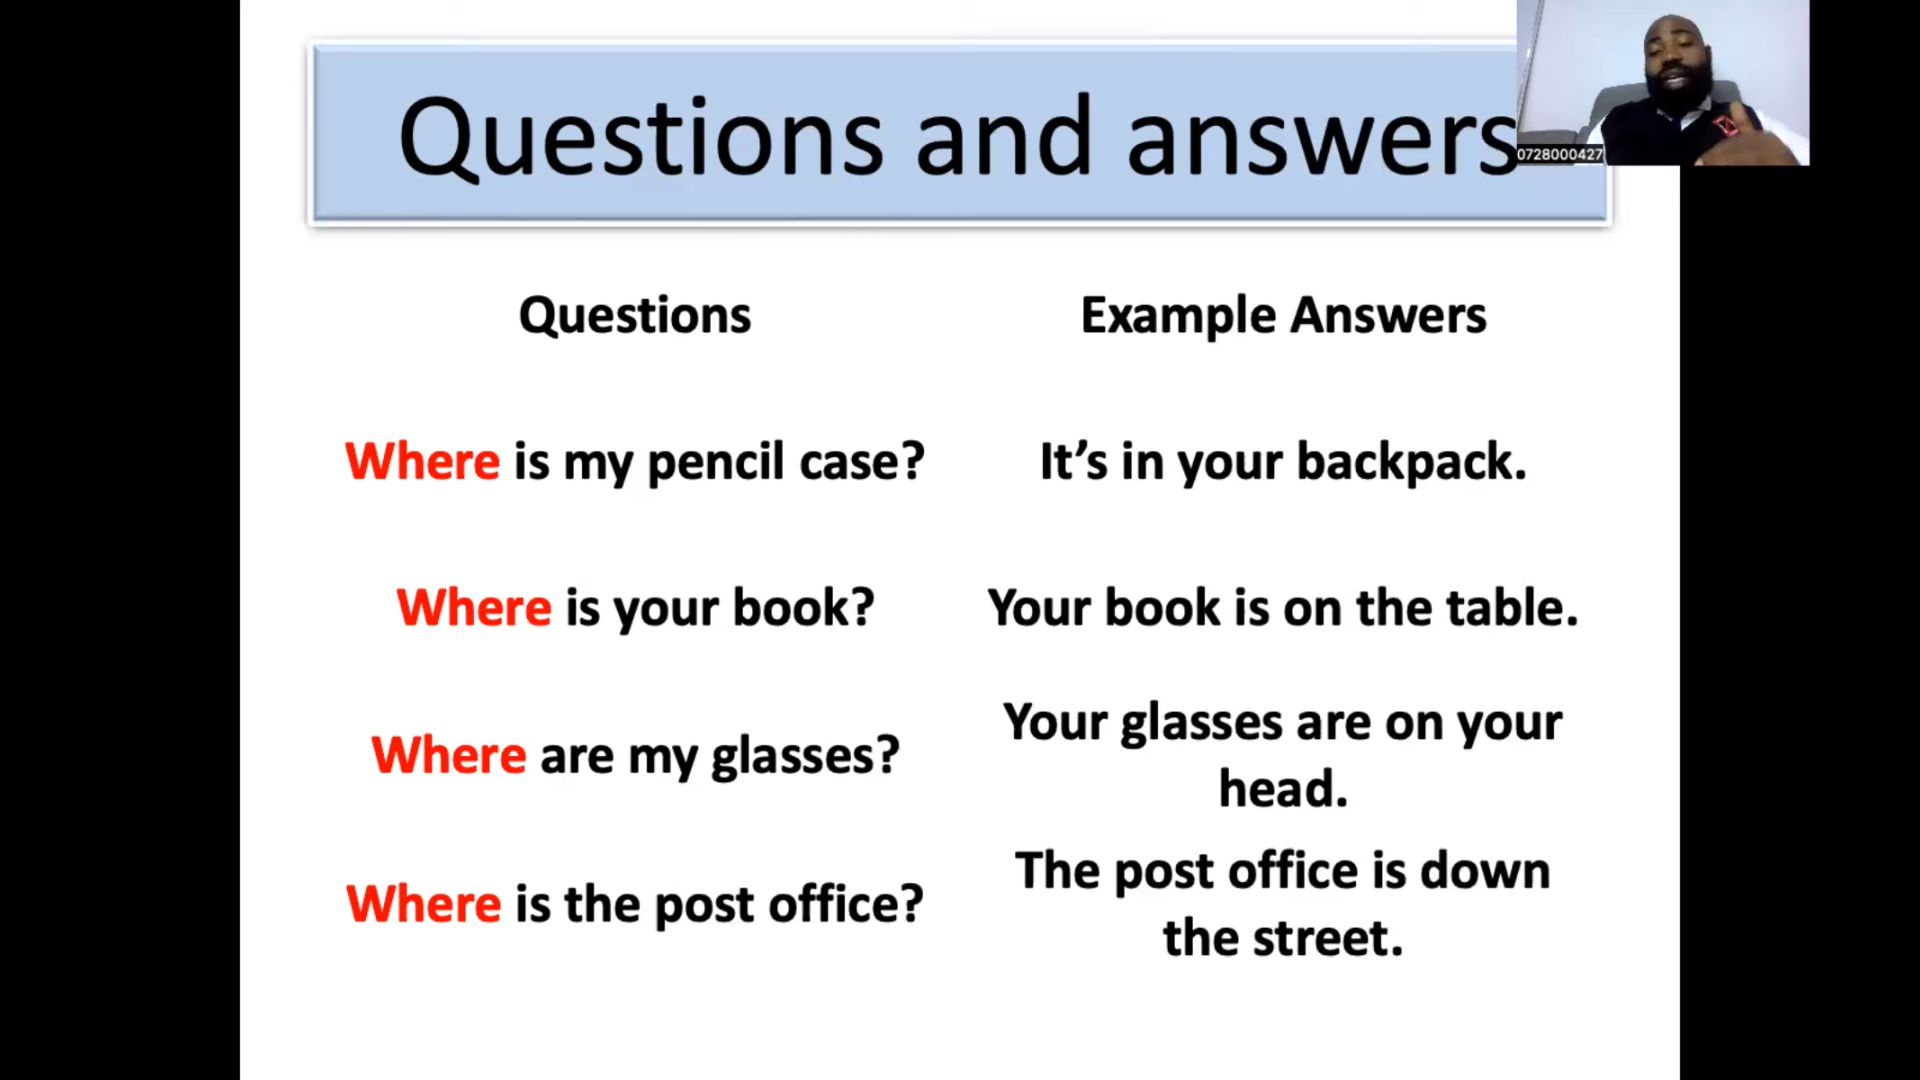 Questions and answers
0728000427
Questions
Example Answers
Where is my pencil case?
It’s in your backpack.
Where is your book?
Your book is on the table.
Where are my glasses?
Your glasses are on your
head.
Where is the post office?
The post office is down
the street.